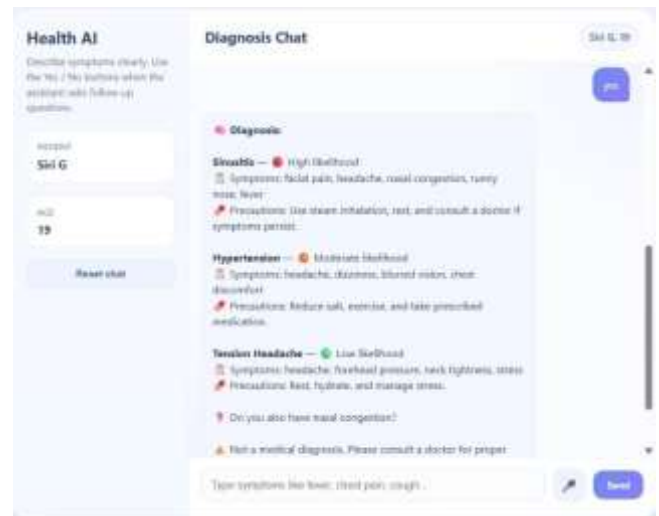 Health AI
Describe symptoms clearly. Use
the Yes / No buttons when the
assistant asks follow-up
questions.
Siri G
AGE
19
Reset chat
Diagnosis Chat
Siri G, 19
yes
Diagnosis:
Sinusitis — High likelihood
Symptoms: facial pain, headache, nasal congestion, runny
nose, fever
Precautions: Use steam inhalation, rest, and consult a doctor if
symptoms persist.
Hypertension — Moderate likelihood
Symptoms: headache, dizziness, blurred vision, chest
discomfort
Precautions: Reduce salt, exercise, and take prescribed
medication.
Tension Headache — Low likelihood
Symptoms: headache, forehead pressure, neck tightness, stress
Precautions: Rest, hydrate, and manage stress.
Do you also have nasal congestion?
Not a medical diagnosis. Please consult a doctor for proper
Type symptoms like fever, chest pain, cough...
Send